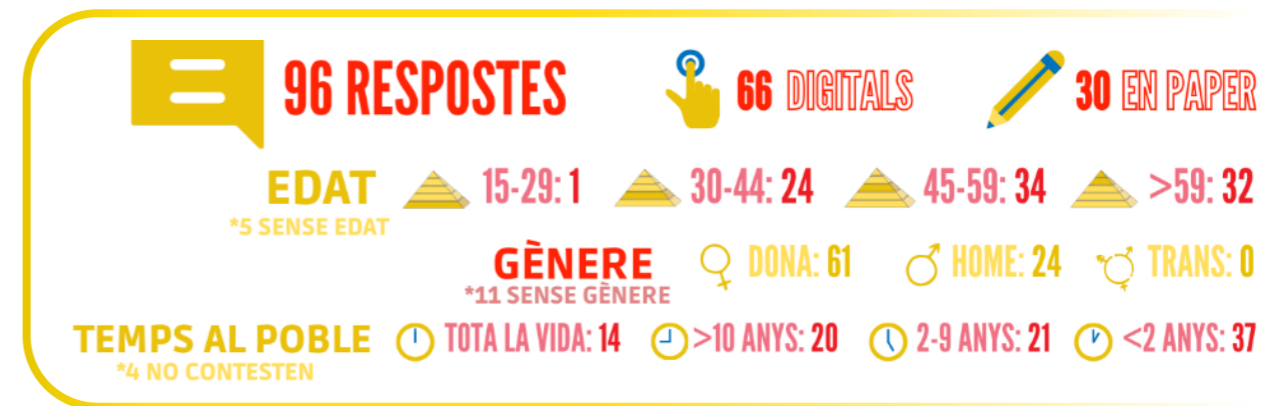 96 RESPOSTES 66 DIGITALS 30 EN PAPER
EDAT 15-29: 1 30-44: 24 45-59: 34 >59: 32
*5 SENSE EDAT
GÈNERE DONA: 61 HOME: 24 TRANS: 0
*11 SENSE GÈNERE
TEMPS AL POBLE TOTA LA VIDA: 14 >10 ANYS: 20 2-9 ANYS: 21 <2 ANYS: 37
*4 NO CONTESTEN